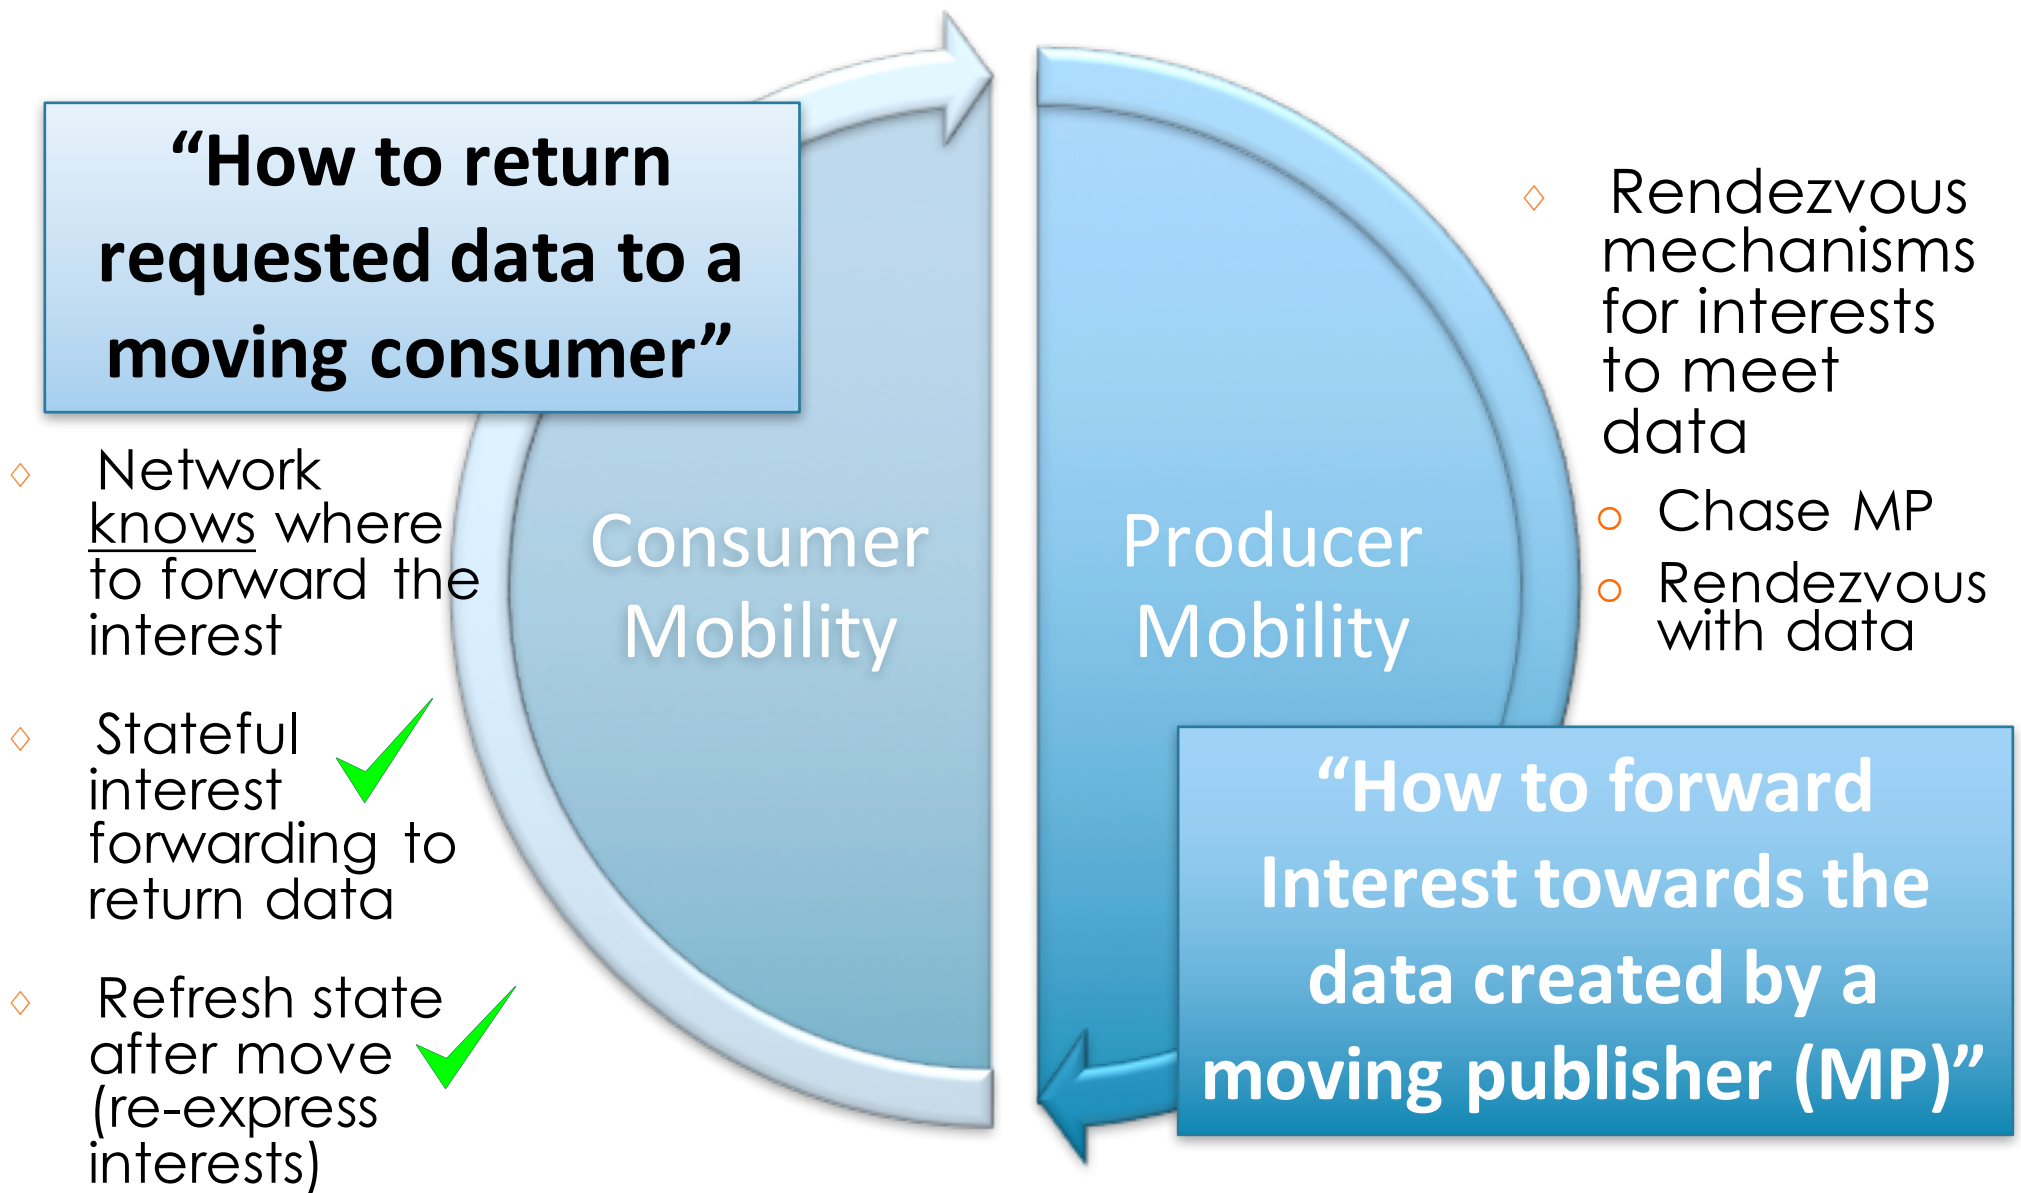 “How to return
requested data to a
moving consumer”
Network
knows where
to forward the
interest
Stateful
interest
forwarding to
return data
Refresh state
after move
(re-express
interests)
Consumer
Mobility
Producer
Mobility
Rendezvous
mechanisms
for interests
to meet
data
Chase MP
Rendezvous
with data
“How to forward
Interest towards the
data created by a
moving publisher (MP)”